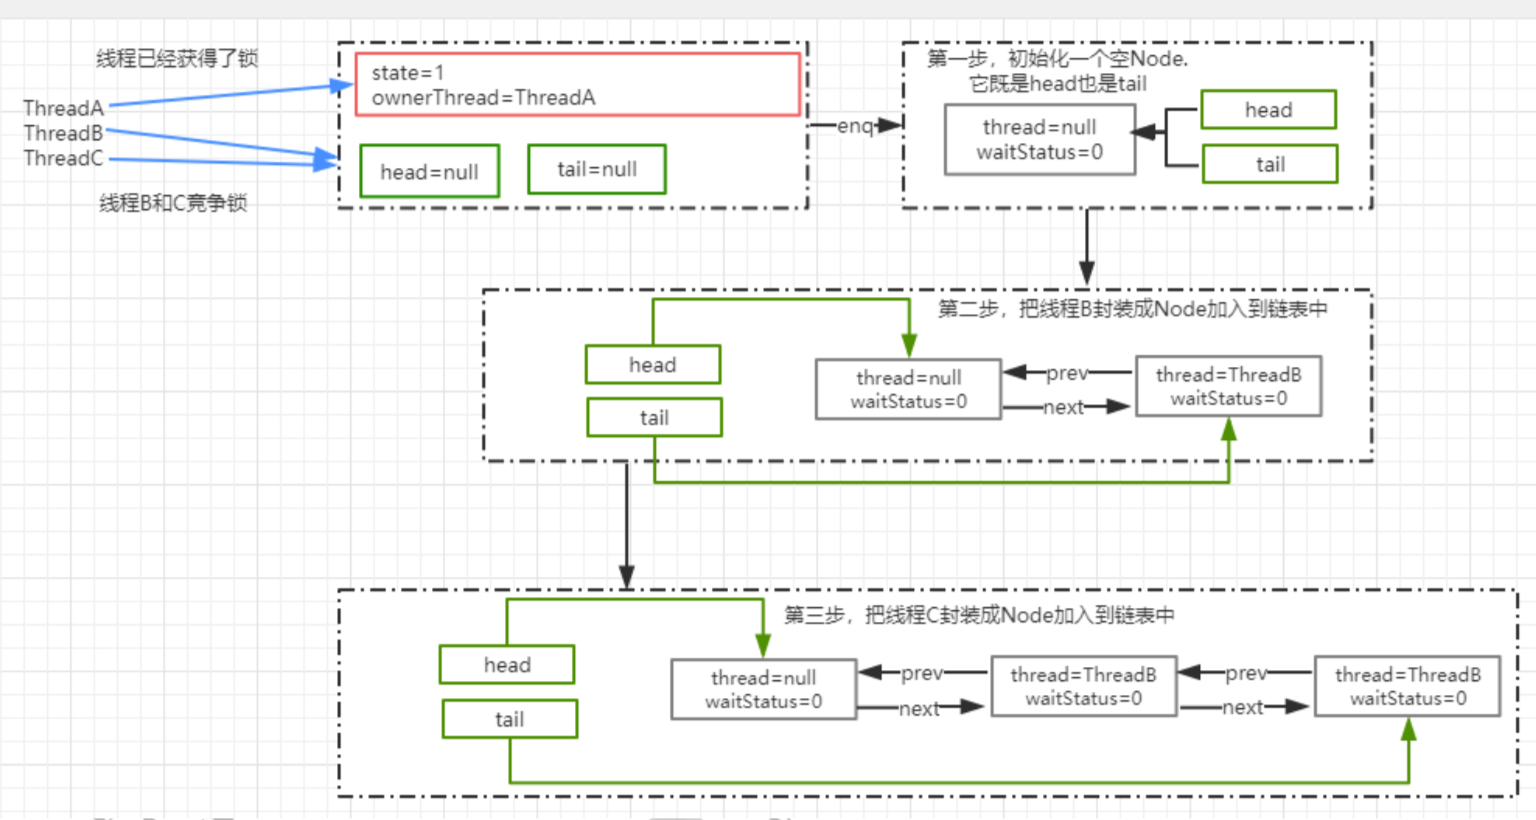 线程已经获得了锁
ThreadA
ThreadB
ThreadC
线程B和C竞争锁
state=1
ownerThread=ThreadA
head=null
tail=null
enq
第一步，初始化一个空Node.
它既是head也是tail
thread=null
waitStatus=0
head
tail
第二步，把线程B封装成Node加入到链表中
head
tail
thread=null
waitStatus=0
prev
next
thread=ThreadB
waitStatus=0
第三步，把线程C封装成Node加入到链表中
head
tail
thread=null
waitStatus=0
prev
next
thread=ThreadB
waitStatus=0
prev
next
thread=ThreadB
waitStatus=0